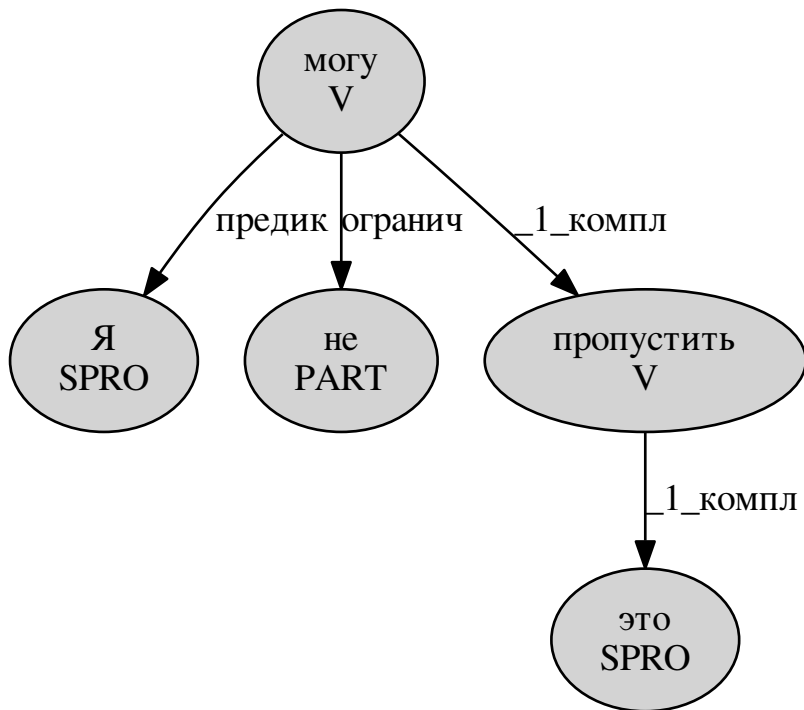 могу
V
предик огранич _1_компл
Я
SPRO
не
PART
пропустить
V
_1_компл
это
SPRO